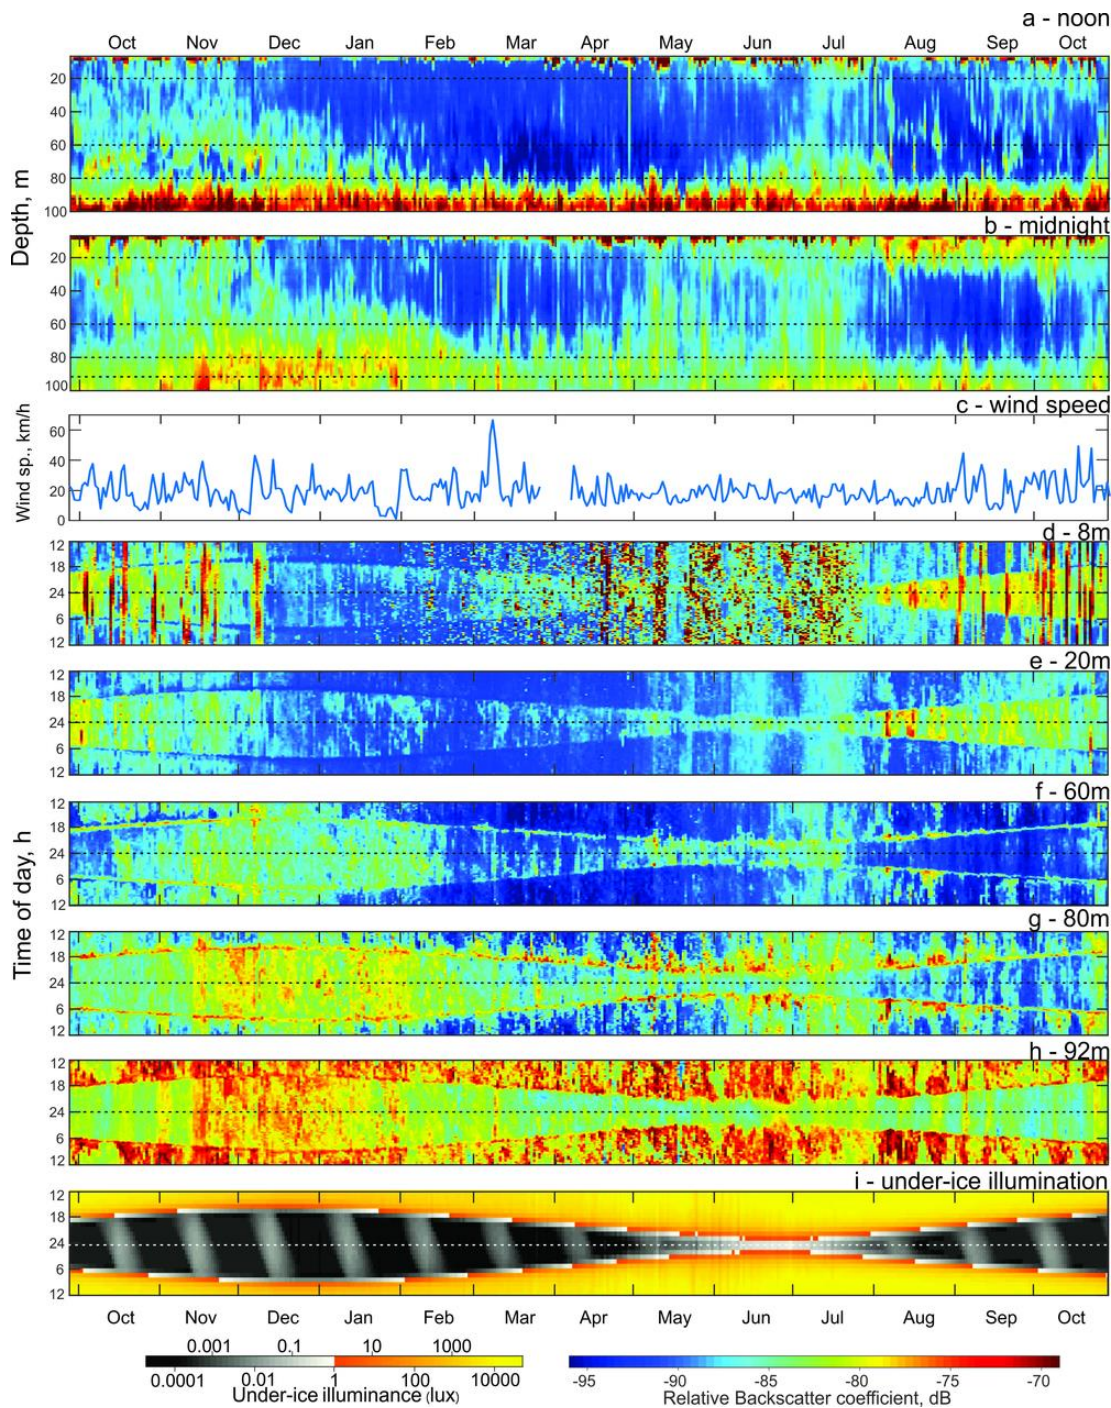 a - noon
Oct Nov Dec Jan Feb Mar Apr May Jun Jul Aug Sep Oct
20
40
60
80
100
Depth, m
b - midnight
20
40
60
80
100
c - wind speed
Wind sp., km/h
60
40
20
0
d - 8m
12
18
24
6
12
e - 20m
12
18
24
6
12
f - 60m
12
18
24
6
12
Time of day, h
g - 80m
12
18
24
6
12
h - 92m
12
18
24
6
12
i - under-ice illumination
12
18
24
6
12
Oct Nov Dec Jan Feb Mar Apr May Jun Jul Aug Sep Oct
0.001 0.1 10 1000
0.0001 0.01 1 100 10000
Under-ice illuminance (lux)
-95 -90 -85 -80 -75 -70
Relative Backscatter coefficient, dB